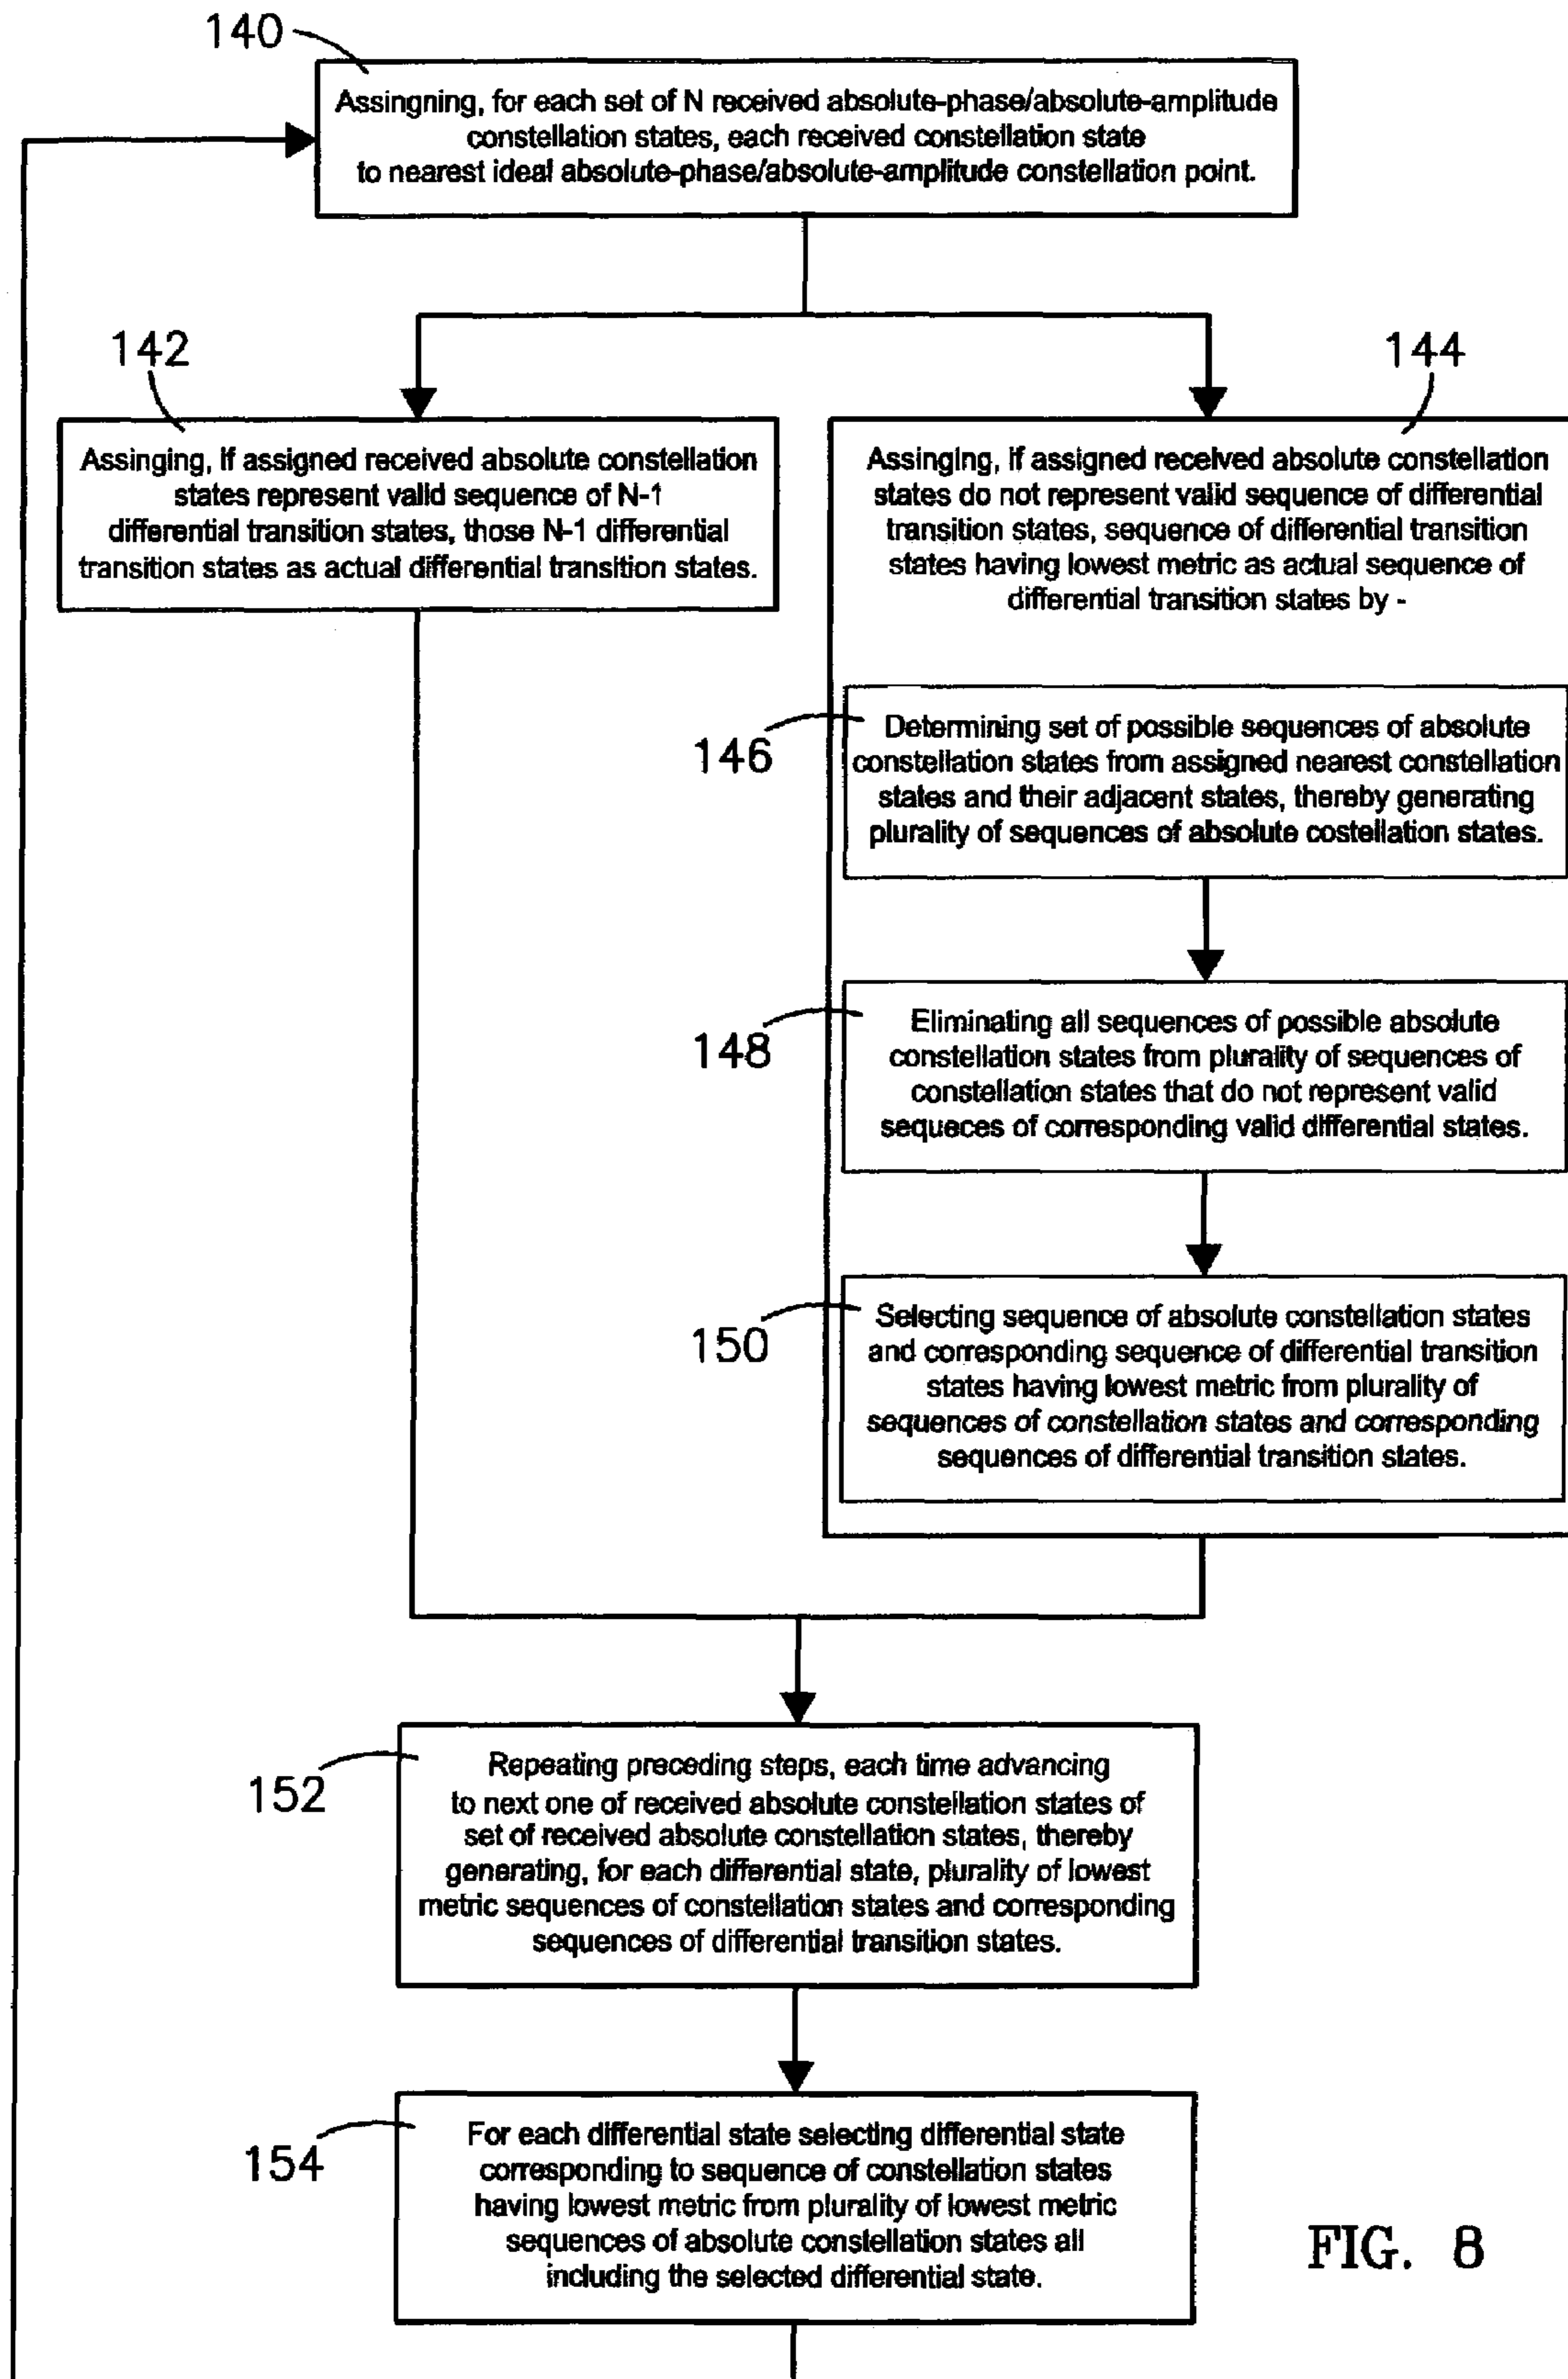 140
Assingning, for each set of N received absolute-phase/absolute-amplitude
constellation states, each received constellation state
to nearest ideal absolute-phase/absolute-amplitude constellation point.
142
Assinging, if assigned received absolute constellation
states represent valid sequence of N-1
differential transition states, those N-1 differential
transition states as actual differential transition states.
144
Assinging, if assigned received absolute constellation
states do not represent valid sequence of differential
transition states, sequence of differential transition
states having lowest metric as actual sequence of
differential transition states by -
146
Determining set of possible sequences of absolute
constellation states from assigned nearest constellation
states and their adjacent states, thereby generating
plurality of sequences of absolute costellation states.
148
Eliminating all sequences of possible absolute
constellation states from plurality of sequences of
constellation states that do not represent valid
sequeces of corresponding valid differential states.
150
Selecting sequence of absolute constellation states
and corresponding sequence of differential transition
states having lowest metric from plurality of
sequences of constellation states and corresponding
sequences of differential transition states.
152
Repeating preceding steps, each time advancing
to next one of received absolute constellation states of
set of received absolute constellation states, thereby
generating, for each differential state, plurality of lowest
metric sequences of constellation states and corresponding
sequences of differential transition states.
154
For each differential state selecting differential state
corresponding to sequence of constellation states
having lowest metric from plurality of lowest metric
sequences of absolute constellation states all
including the selected differential state.
FIG. 8